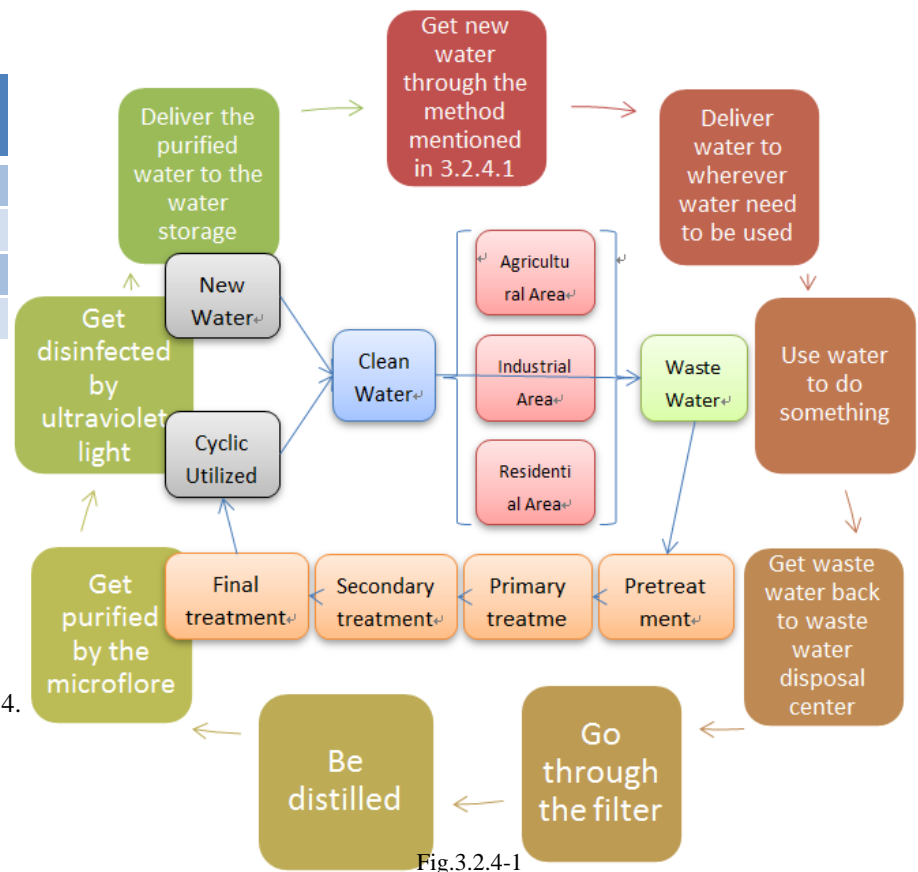 Get new
water
through the
method
mentioned
in 3.2.4.1
Deliver
water to
wherever
water need
to be used
Use water
to do
something
Get waste
water back
to waste
water
disposal
center
Go
through
the filter
Be
distilled
Get
purified
by the
microflore
Get
disinfected
by
ultraviolet
light
Deliver the
purified
water to the
water
storage
New
Water↵
Cyclic
Utilized
Clean
Water↵
↵
Agricultu
ral Area↵
↵
Industrial
Area↵
Residenti
al Area↵
Waste
Water↵
Pretreat
ment↵
Primary
treatme
Secondary
treatment↵
Final
treatment↵
4.
Fig.3.2.4-1